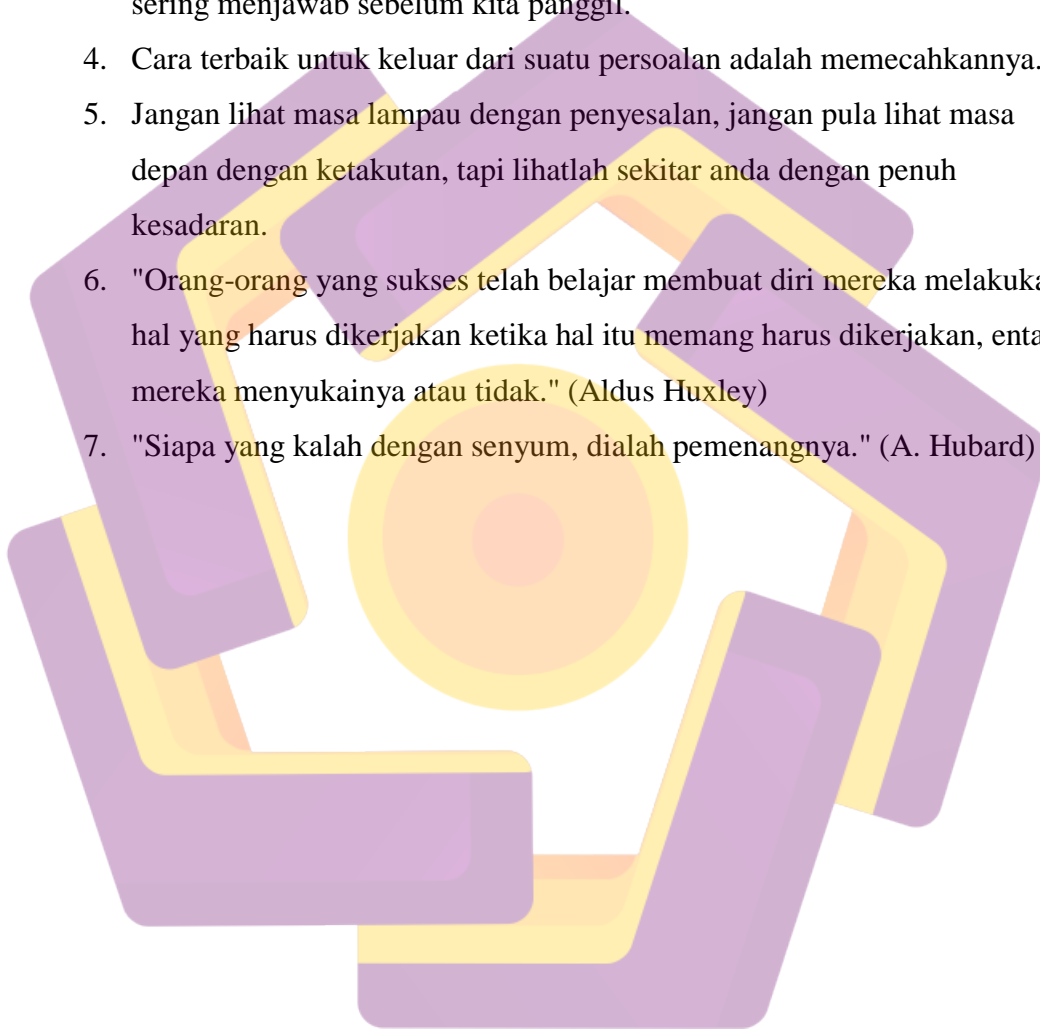 sering menjawab sebelum kita panggil.
4. Cara terbaik untuk keluar dari suatu persoalan adalah memecahkannya.
5. Jangan lihat masa lampau dengan penyesalan, jangan pula lihat masa
depan dengan ketakutan, tapi lihatlah sekitar anda dengan penuh
kesadaran.
6. "Orang-orang yang sukses telah belajar membuat diri mereka melakuka
hal yang harus dikerjakan ketika hal itu memang harus dikerjakan, enta
mereka menyukainya atau tidak." (Aldus Huxley)
7. "Siapa yang kalah dengan senyum, dialah pemenangnya." (A. Hubard)